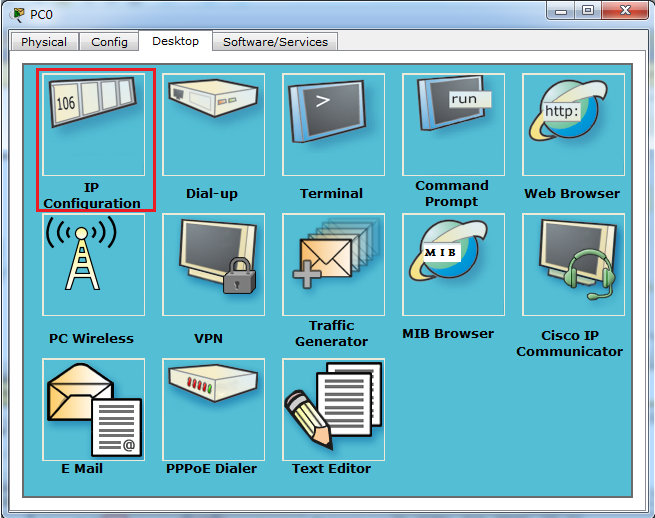 PC0
Physical
Config
Desktop
Software/Services
106
>
run
http:
IP
Configuration
Dial-up
Terminal
Command
Prompt
Web Browser
MIB
PC Wireless
VPN
Traffic
Generator
MIB Browser
Cisco IP
Communicator
@
E Mail
PPPoE Dialer
Text Editor